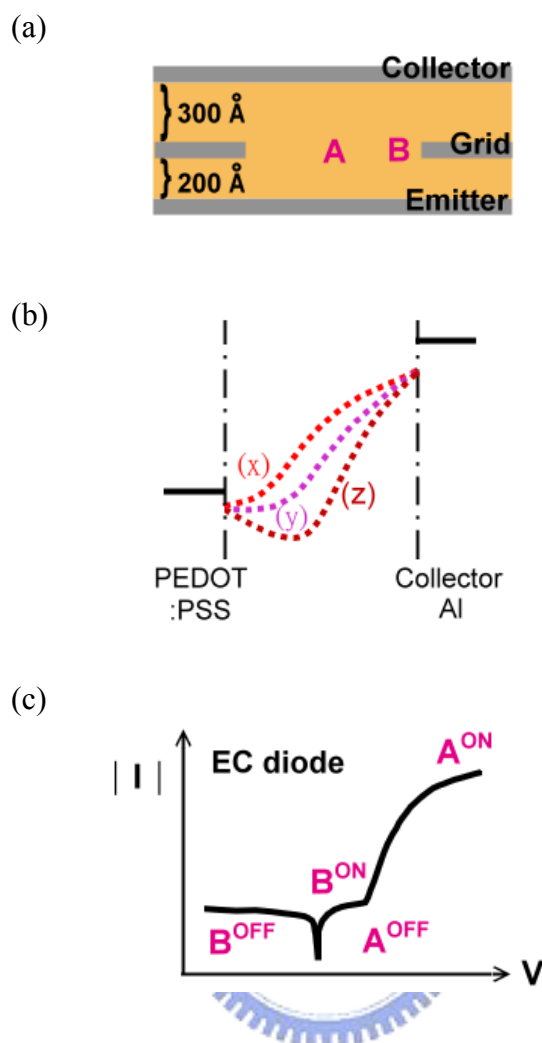 (a)
Collector
} 300 Å
A B Grid
} 200 Å
Emitter
(b)
(x)
(y) (z)
PEDOT
:PSS
Collector
Al
(c)
| I | EC diode
A^ON
B^ON
B^OFF A^OFF
V